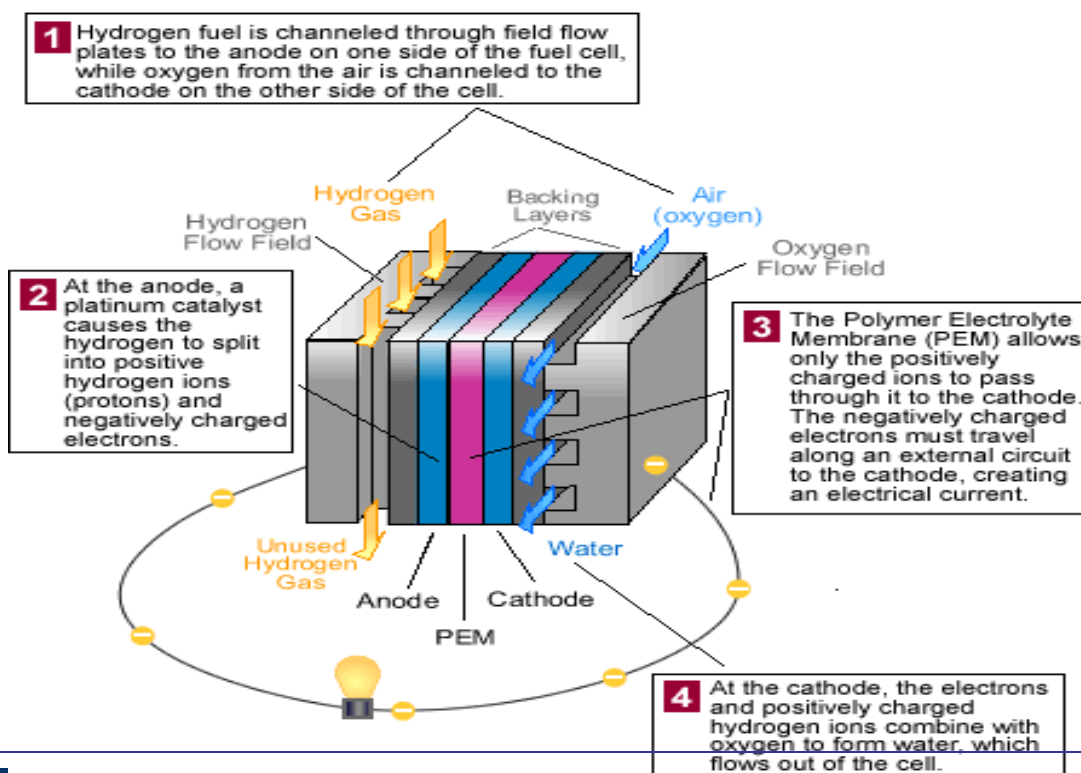 1 Hydrogen fuel is channeled through field flow
plates to the anode on one side of the fuel cell,
while oxygen from the air is channeled to the
cathode on the other side of the cell.
Hydrogen
Gas
Backing
Layers
Air
(oxygen)
Hydrogen
Flow Field
Oxygen
Flow Field
2 At the anode, a
platinum catalyst
causes the
hydrogen to split
into positive
hydrogen ions
(protons) and
negatively charged
electrons.
3 The Polymer Electrolyte
Membrane (PEM) allows
only the positively
charged ions to pass
through it to the cathode.
The negatively charged
electrons must travel
along an external circuit
to the cathode, creating
an electrical current.
Unused
Hydrogen
Gas
Water
Anode
Cathode
PEM
4 At the cathode, the electrons
and positively charged
hydrogen ions combine with
oxygen to form water, which
flows out of the cell.